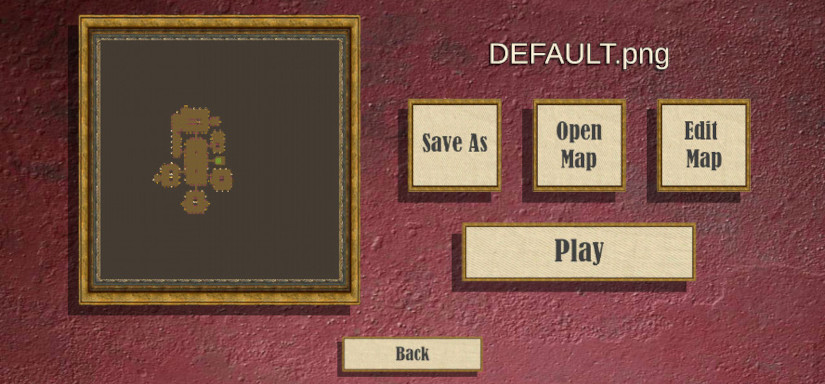 DEFAULT.png
Save As
Open
Map
Edit
Map
Play
Back